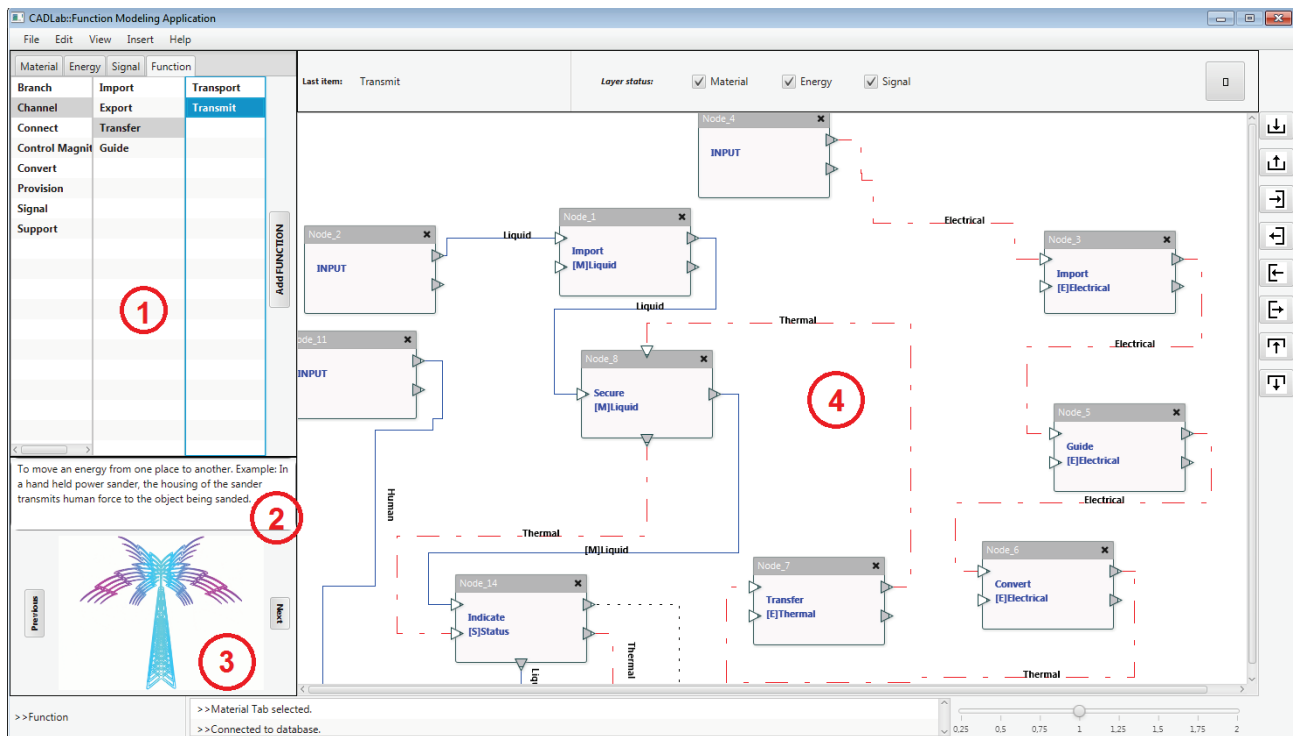 CADLab::Function Modeling Application
File Edit View Insert Help
Material Energy Signal Function
Branch Import Transport
Channel Export Transmit
Connect Transfer
Control Magnit Guide
Convert
Provision
Signal
Support
Add FUNCTION
1
Last item: Transmit
Layer status: Material Energy Signal
Node_4
INPUT
Node_1
Import
[M]Liquid
Node_2
INPUT
Liquid
Electrical
Node_3
Import
[E]Electrical
Liquid
Thermal
ode_11
INPUT
Node_8
Secure
[M]Liquid
4
Electrical
Node_5
Guide
[E]Electrical
Electrical
Human
Thermal
[M]Liquid
Node_14
Indicate
[S]Status
Node_7
Transfer
[E]Thermal
Node_6
Convert
[E]Electrical
Thermal
Thermal
To move an energy from one place to another. Example: In
a hand held power sander, the housing of the sander
transmits human force to the object being sanded.
2
Previous
Next
3
>>Function
>>Material Tab selected.
>>Connected to database.
0,25 0,5 0,75 1 1,25 1,5 1,75 2